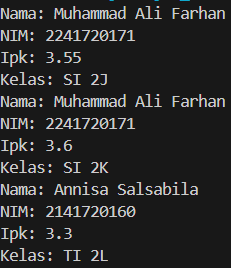 Nama: Muhammad Ali Farhan
NIM: 2241720171
Ipk: 3.55
Kelas: SI 2J
Nama: Muhammad Ali Farhan
NIM: 2241720171
Ipk: 3.6
Kelas: SI 2K
Nama: Annisa Salsabila
NIM: 2141720160
Ipk: 3.3
Kelas: TI 2L